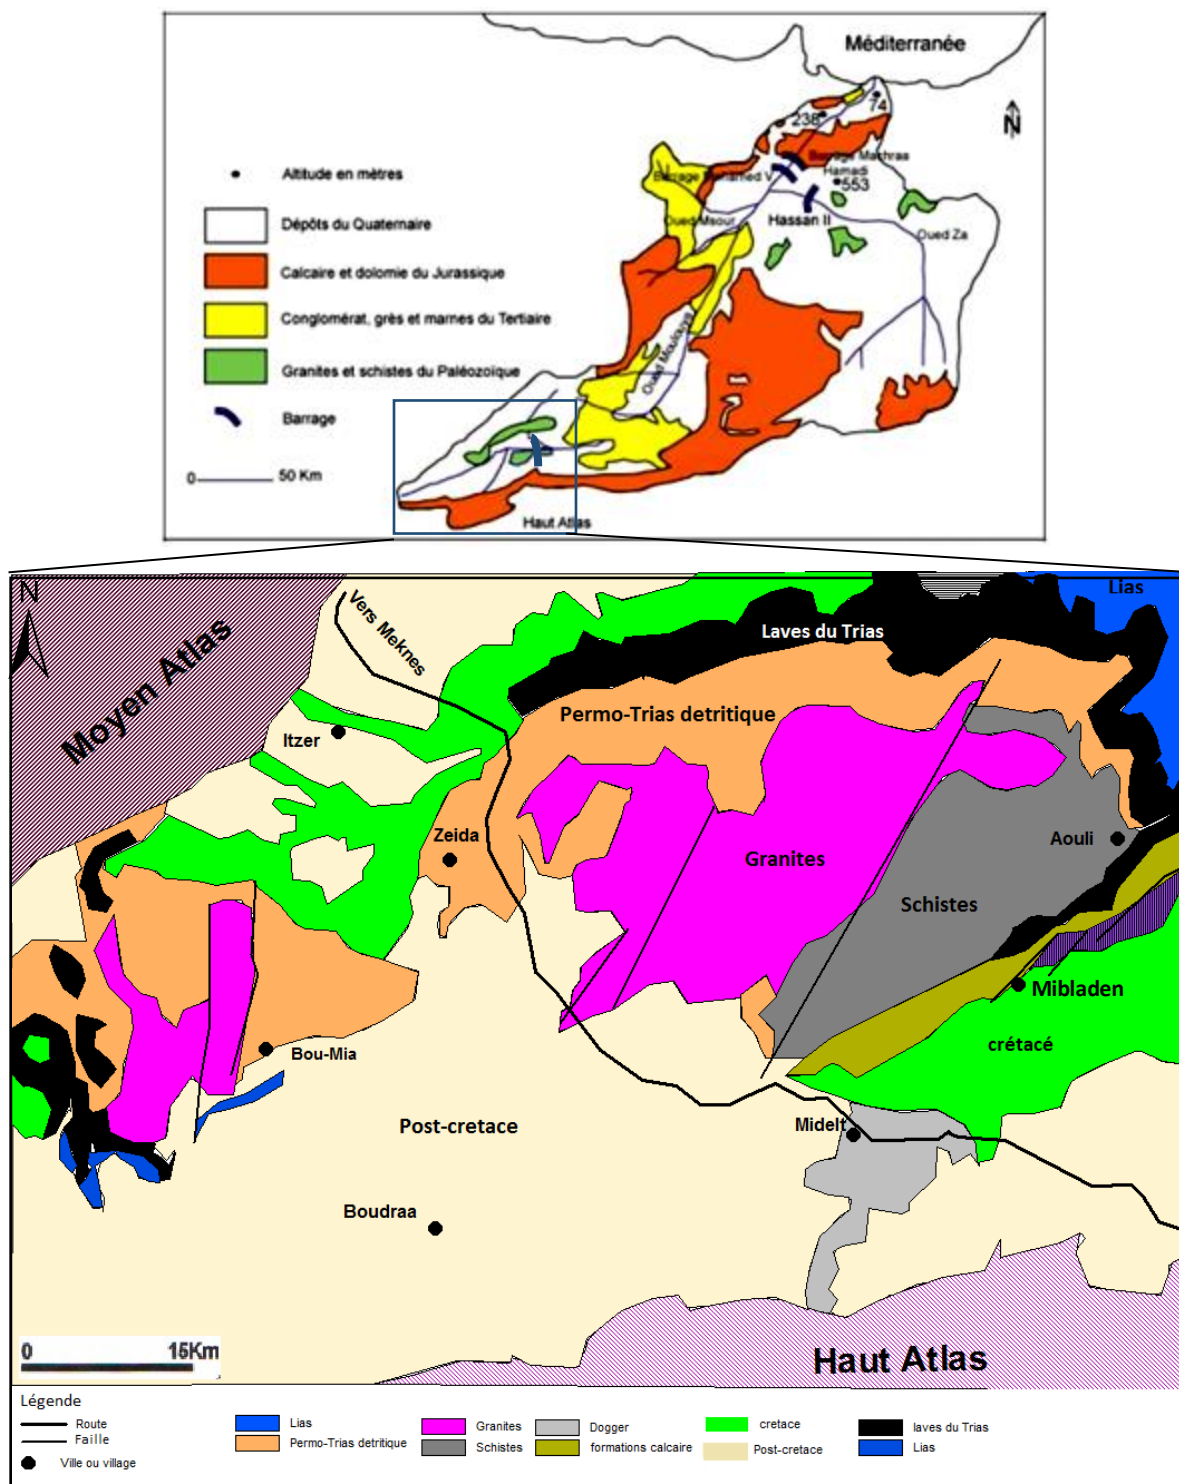 Méditerranée
74
238
N
Barrage Machraa
Hamadi
Barrage Mohamed V
553
Oued Msour
Hassan II
Oued Za
Oued Moulouya
Altitude en mètres
Dépôts du Quaternaire
Calcaire et dolomie du Jurassique
Conglomérat, grès et marnes du Tertiaire
Granites et schistes du Paléozoïque
Barrage
0 50 Km
Haut Atlas
N
Moyen Atlas
Vers Meknes
Lias
Laves du Trias
Permo-Trias detritique
Itzer
Zeida
Granites
Aouli
Schistes
Mibladen
crétacé
Bou-Mia
Post-cretace
Midelt
Boudraa
0 15Km
Haut Atlas
Légende
Route
Faille
Ville ou village
Lias
Permo-Trias detritique
Granites
Schistes
Dogger
formations calcaire
cretace
Post-cretace
laves du Trias
Lias